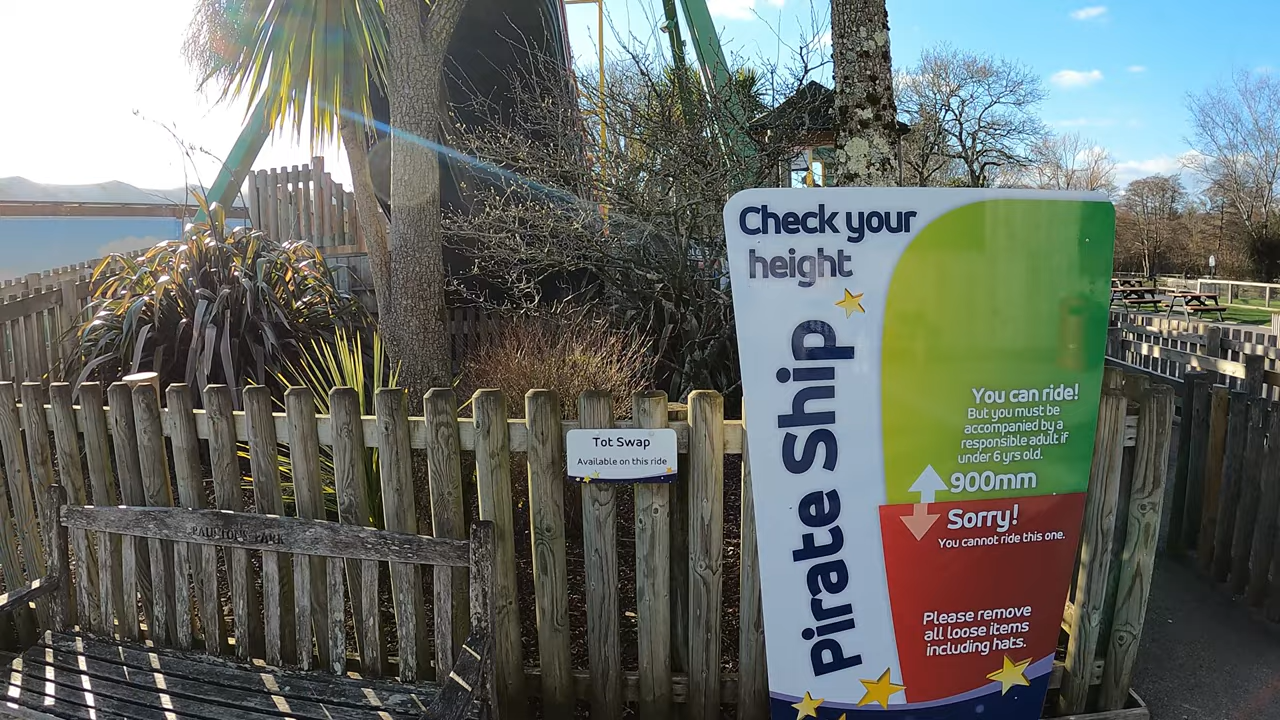 Check your
height
Pirate Ship
You can ride!
But you must be
accompanied by a
responsible adult if
under 6 yrs old.
900mm
Sorry!
You cannot ride this one.
Please remove
all loose items
including hats.
Tot Swap
Available on this ride
PAULTONS PARK